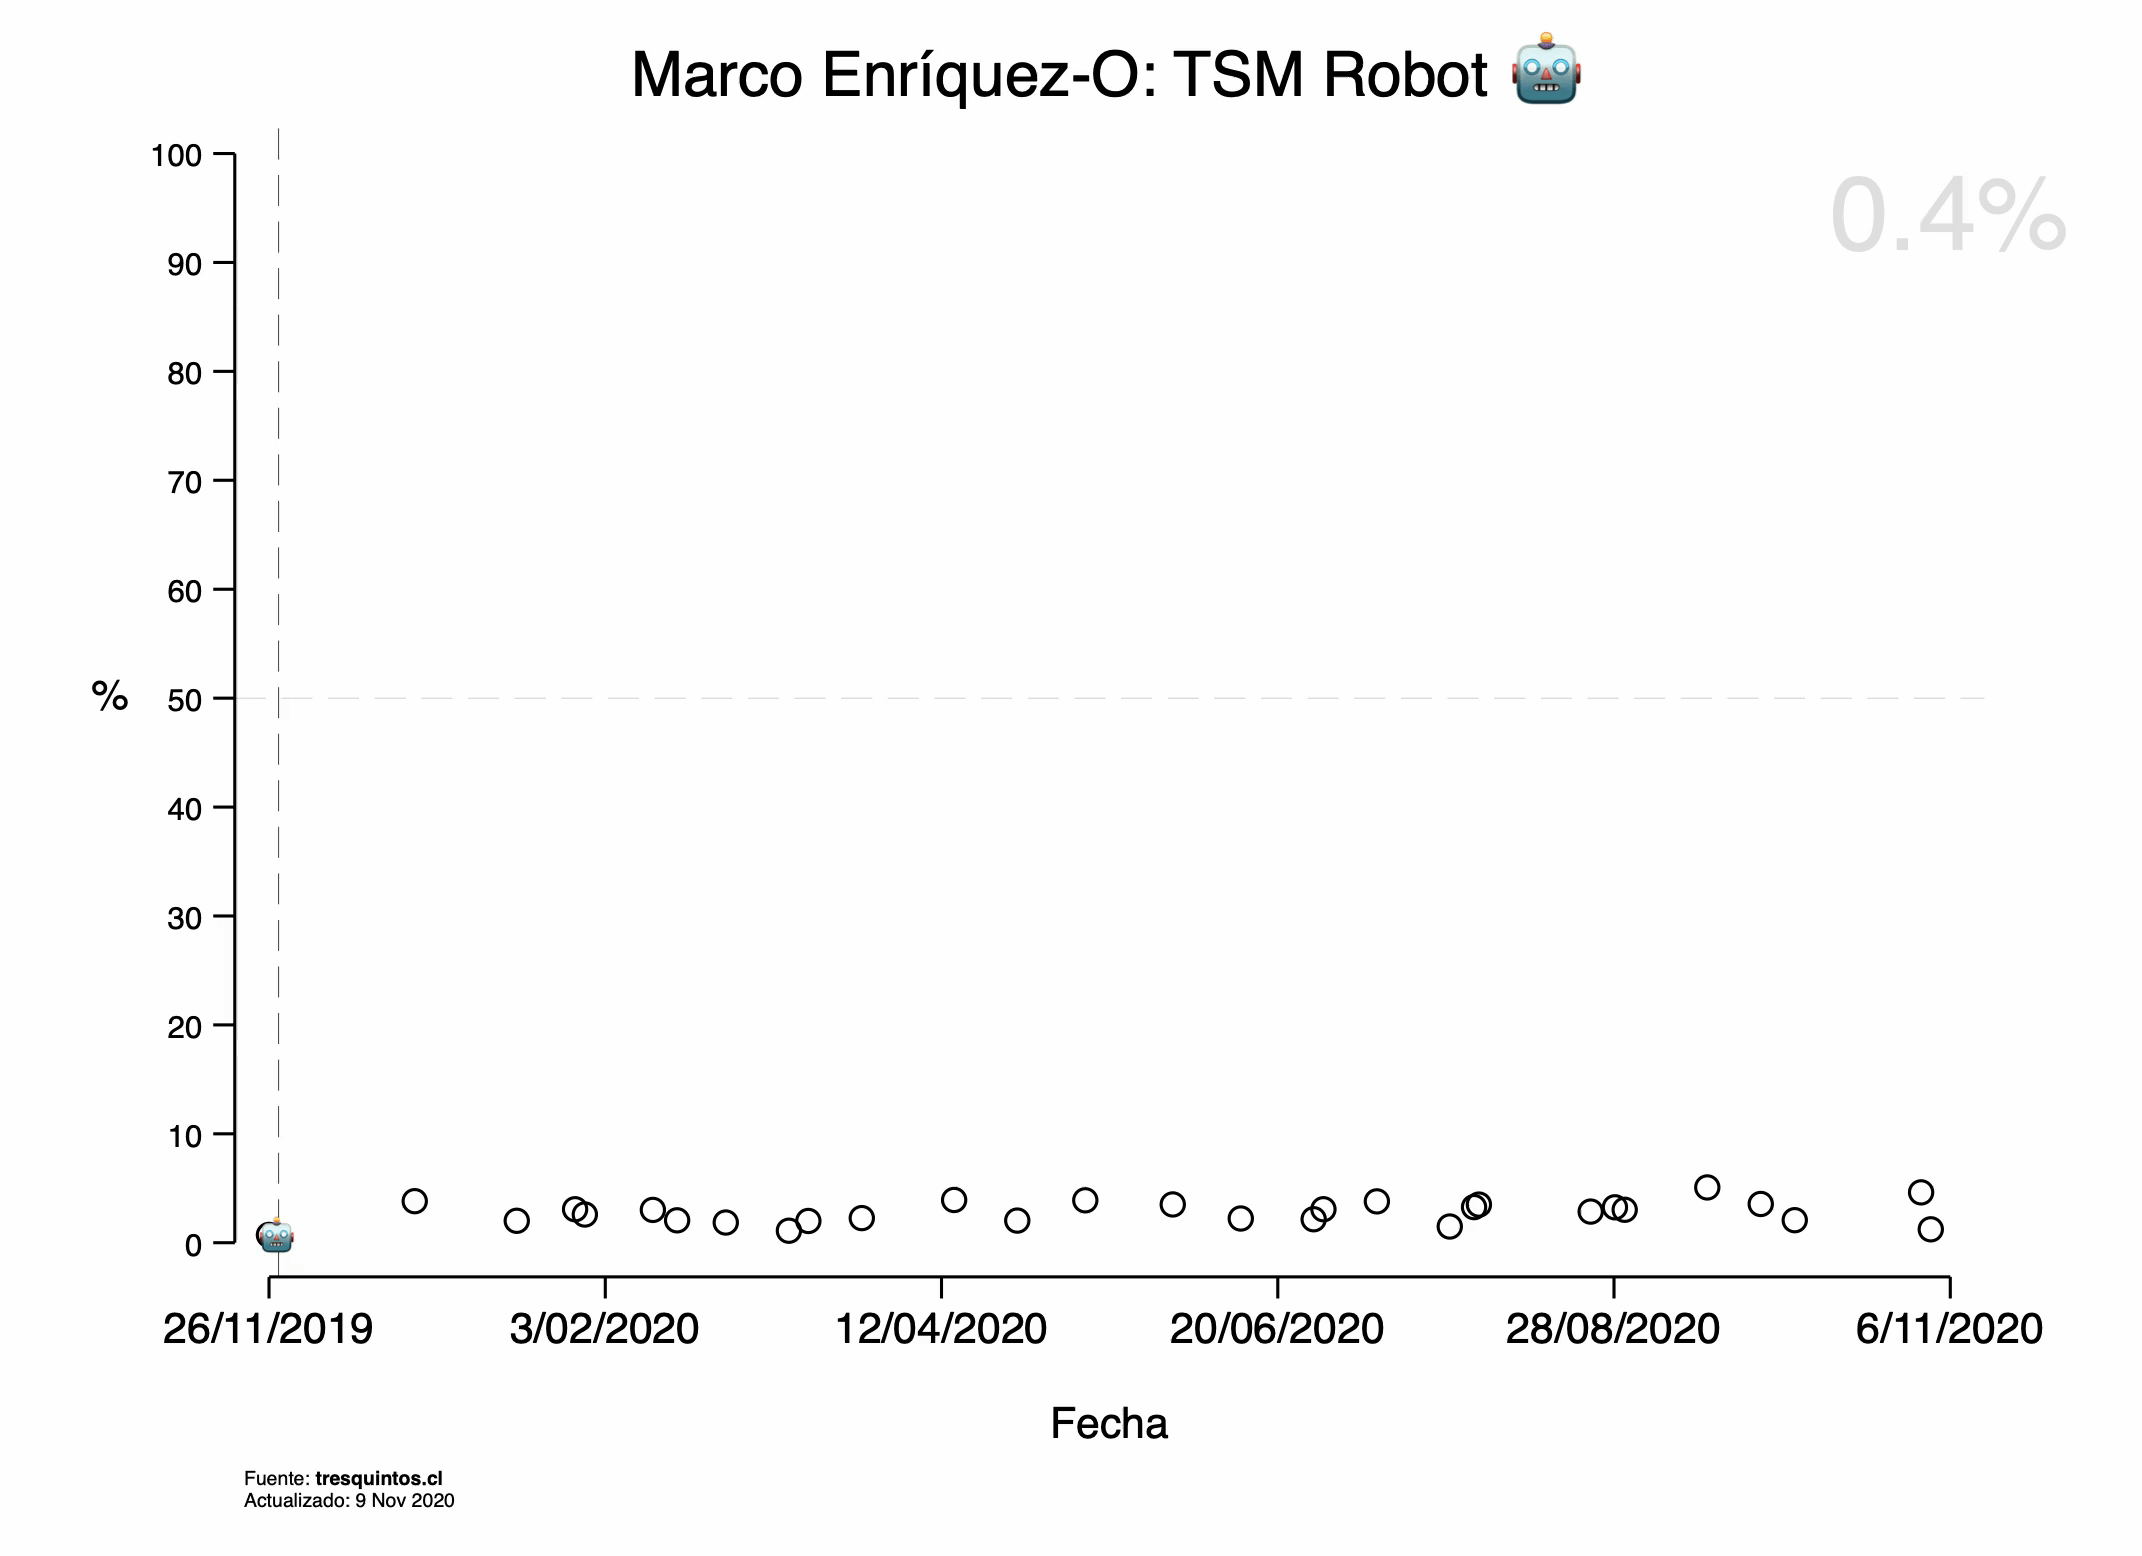 Marco Enríquez-O: TSM Robot 🤖
0.4%
100
90
80
70
60
50
40
30
20
10
0
%
26/11/2019 3/02/2020 12/04/2020 20/06/2020 28/08/2020 6/11/2020
Fecha
Fuente: tresquintos.cl
Actualizado: 9 Nov 2020